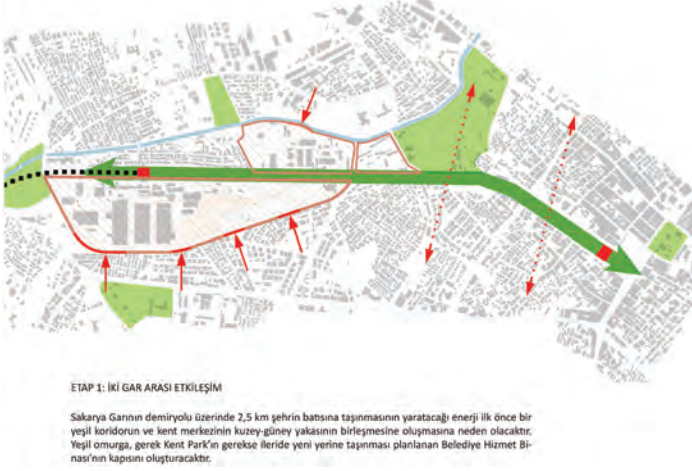 ETAP 1: İKİ GAR ARASI ETKİLEŞİM
Sakarya Garının demiryolu üzerinde 2,5 km şehrin batısına taşınmasının yaratacağı enerji ilk önce bir
yeşil koridorun ve kent merkezinin kuzey-güney yakasının birleşmesine oluşmasına neden olacaktır.
Yeşil omurga, gerek Kent Park'ın gerekse ileride yeni yerine taşınması planlanan Belediye Hizmet Bi-
nası'nın kapısını oluşturacaktır.